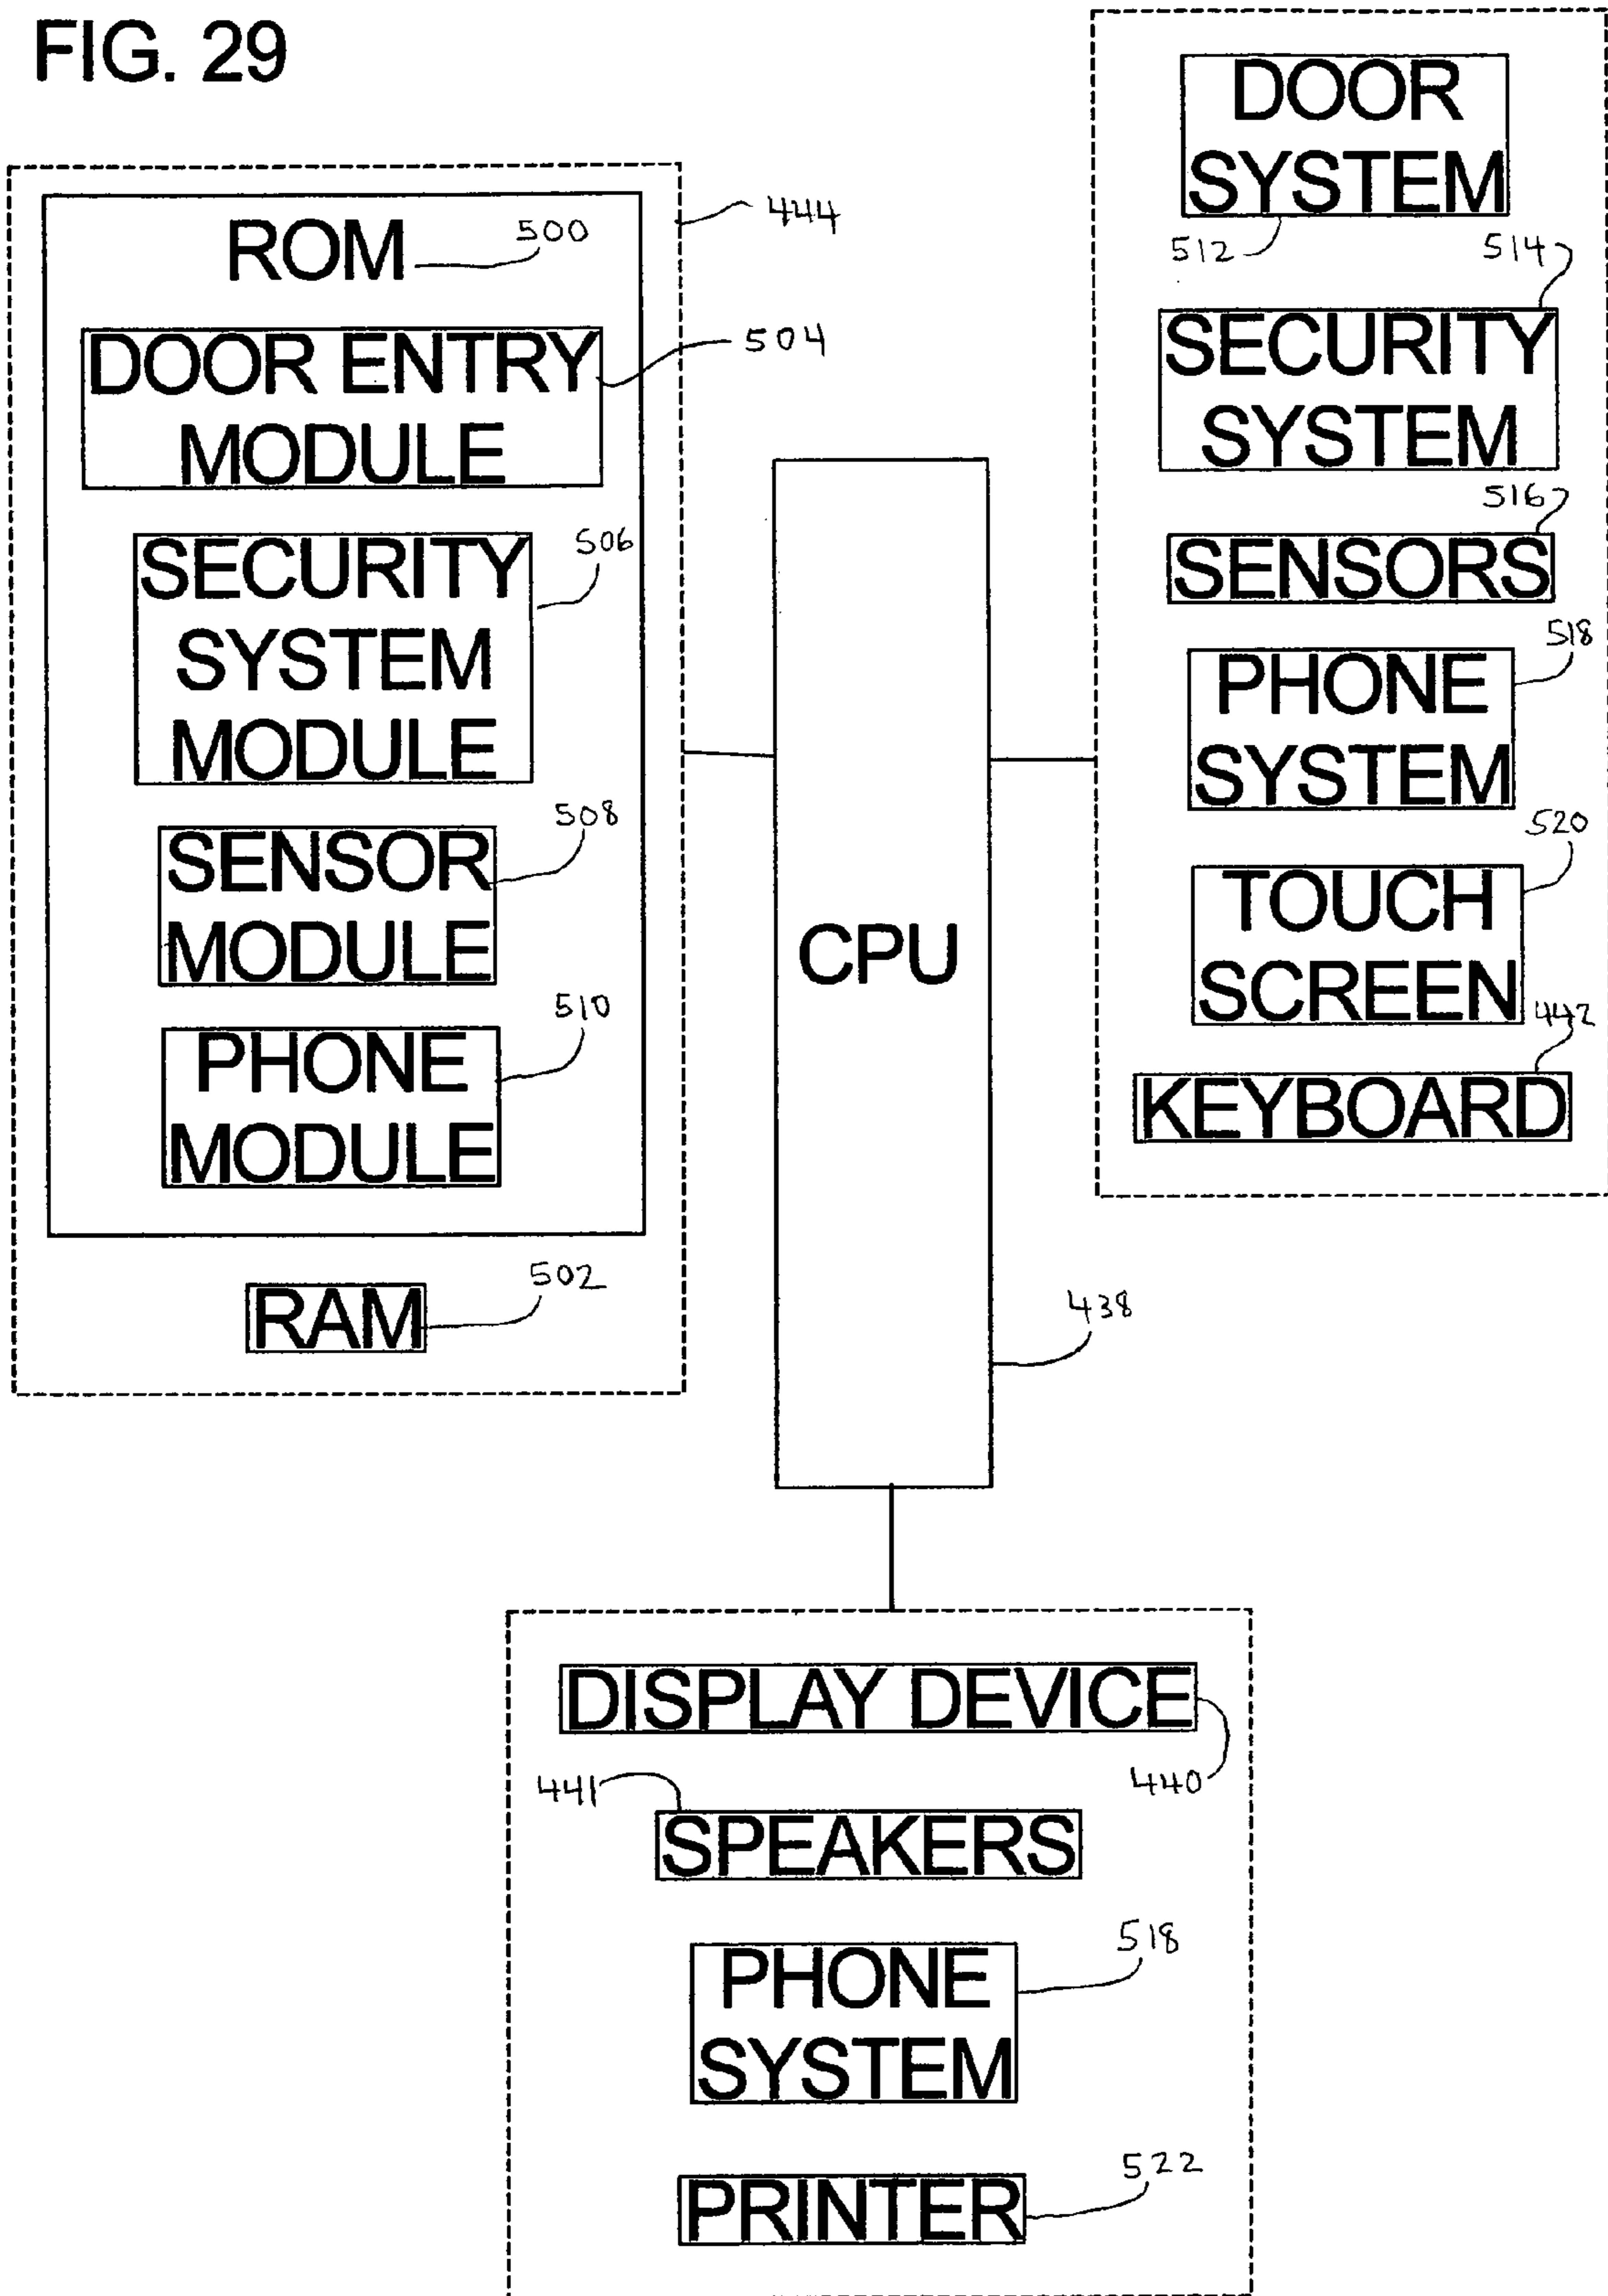 FIG. 29
444
ROM
500
DOOR ENTRY
MODULE
504
SECURITY
SYSTEM
MODULE
506
SENSOR
MODULE
508
PHONE
MODULE
510
RAM
502
CPU
438
DOOR
SYSTEM
512
514
SECURITY
SYSTEM
516
SENSORS
518
PHONE
SYSTEM
520
TOUCH
SCREEN
442
KEYBOARD
DISPLAY DEVICE
440
441
SPEAKERS
518
PHONE
SYSTEM
522
PRINTER